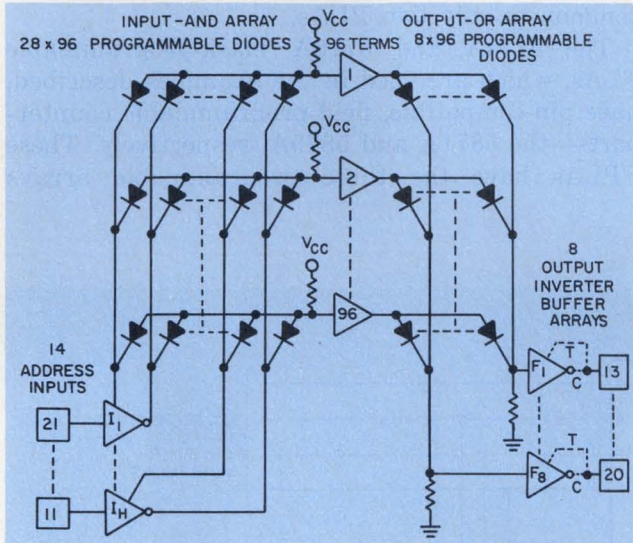 INPUT-AND ARRAY
28 x 96 PROGRAMMABLE DIODES
VCC
96 TERMS
OUTPUT-OR ARRAY
8 x 96 PROGRAMMABLE
DIODES
1
VCC
2
VCC
96
8
OUTPUT
INVERTER
BUFFER
ARRAYS
14
ADDRESS
INPUTS
21
I1
11
IH
F1
T
C
13
F8
T
C
20